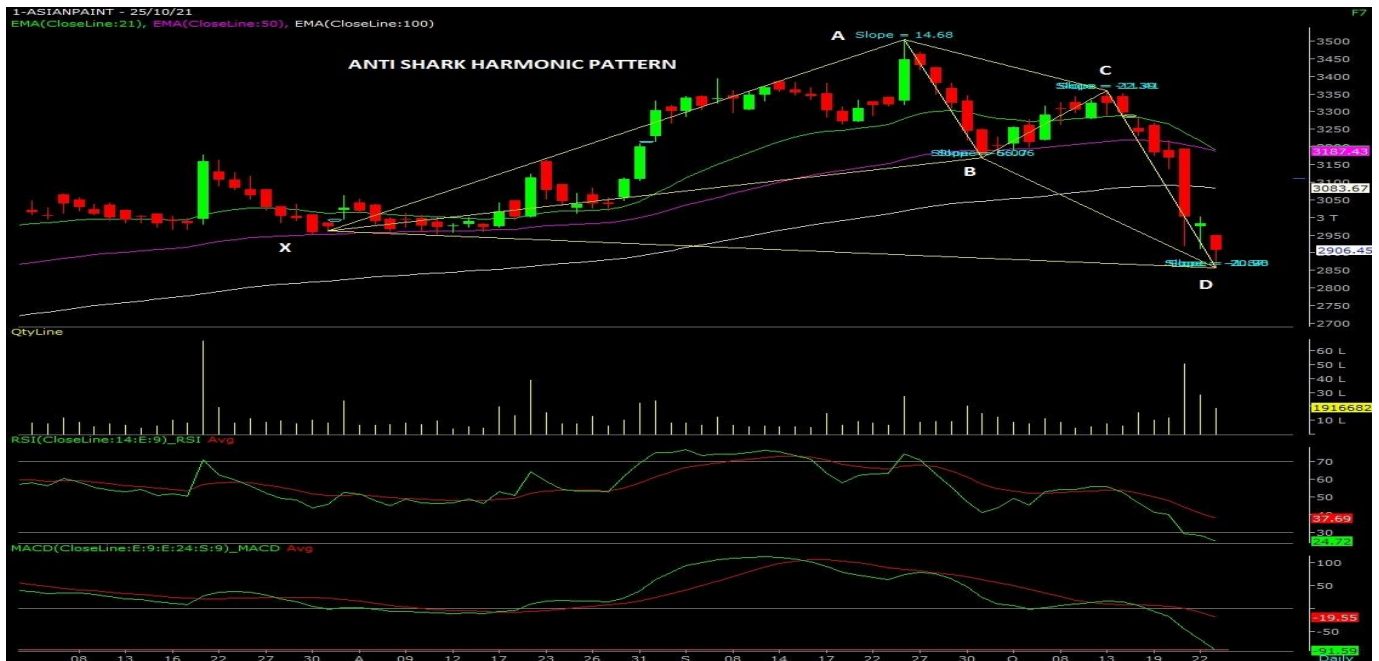 1-ASIANPAINT - 25/10/21
F7
EMA(CloseLine:21), EMA(CloseLine:50), EMA(CloseLine:100)
A Slope = 14.68
3500
ANTI SHARK HARMONIC PATTERN
3450
C
3400
3350
3300
3250
3187.43
B
3150
3083.67
3050
X
3 T
2950
2906.45
2850
D
2800
2750
2700
QtyLine
60 L
50 L
40 L
30 L
1916682
10 L
RSI(CloseLine:14:E:9)_RSI Avg
70
60
50
37.69
30
24.72
MACD(CloseLine:E:9:E:24:S:9)_MACD Avg
100
50
-19.55
-50
-91.59
08 13 16 22 27 30 A 09 12 17 23 26 31 S 08 14 17 22 27 30 O 08 13 19 22 Daily